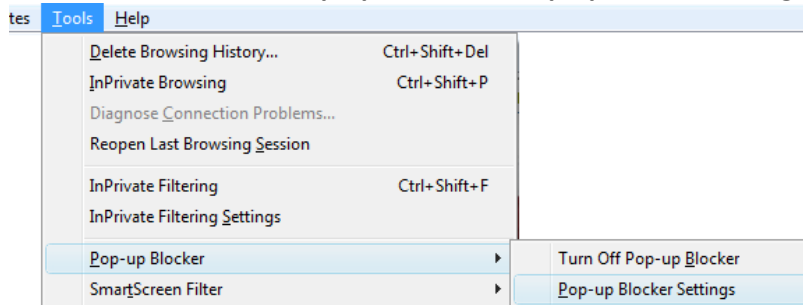 tes Tools Help
Delete Browsing History... Ctrl+Shift+Del
InPrivate Browsing Ctrl+Shift+P
Diagnose Connection Problems...
Reopen Last Browsing Session
InPrivate Filtering Ctrl+Shift+F
InPrivate Filtering Settings
Pop-up Blocker
Turn Off Pop-up Blocker
SmartScreen Filter
Pop-up Blocker Settings